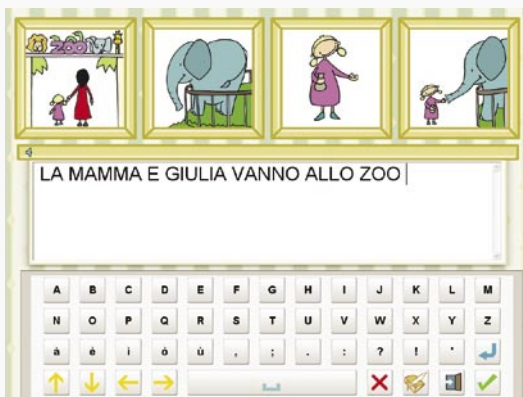 ZOO
LA MAMMA E GIULIA VANNO ALLO ZOO
A B C D E F G H I J K L M
N O P Q R S T U V W X Y Z
à é ì ò ù , ; . : ? ! '